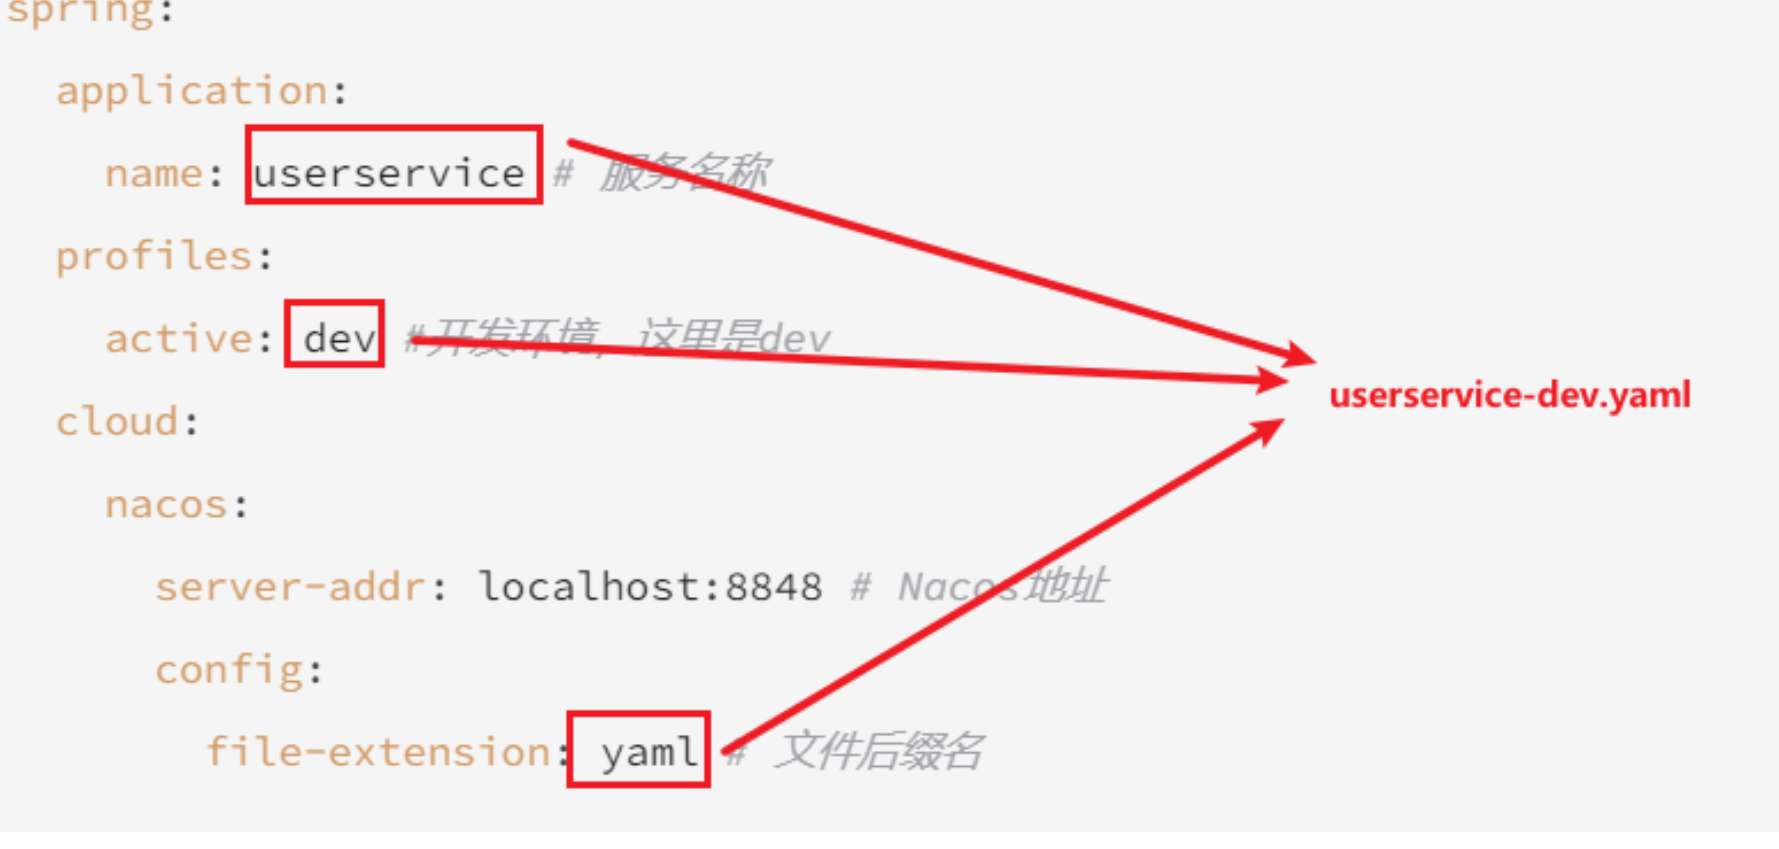 spring:
application:
name: userservice # 服务名称
profiles:
active: dev #开发环境，这里是dev
userservice-dev.yaml
cloud:
nacos:
server-addr: localhost:8848 # Nacos地址
config:
file-extension: yaml # 文件后缀名